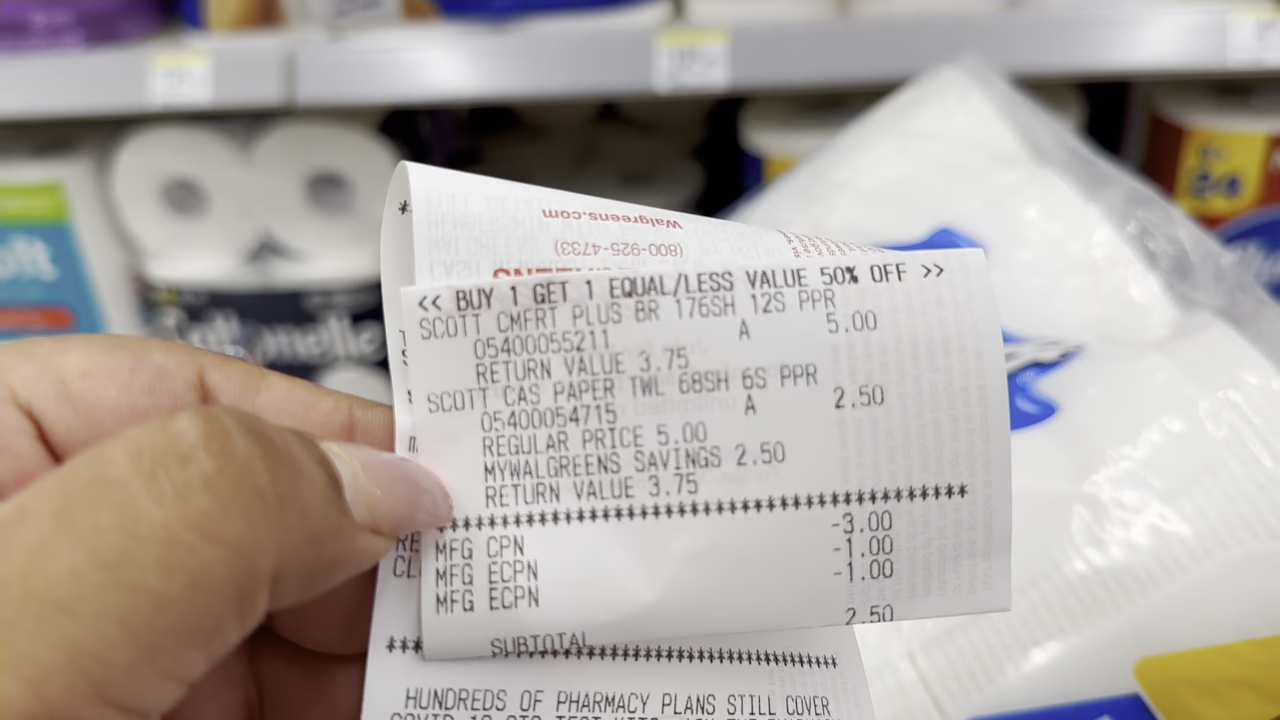 Walgreens.com
(800-925-4733)
<< BUY 1 GET 1 EQUAL/LESS VALUE 50% OFF >>
SCOTT CMFRT PLUS BR 176SH 12S PPR
05400055211 A 5.00
RETURN VALUE 3.75
SCOTT CAS PAPER TWL 68SH 6S PPR
05400054715 A 2.50
REGULAR PRICE 5.00
MYWALGREENS SAVINGS 2.50
RETURN VALUE 3.75
****************************************
MFG CPN -3.00
MFG ECPN -1.00
MFG ECPN -1.00
SUBTOTAL 2.50
HUNDREDS OF PHARMACY PLANS STILL COVER